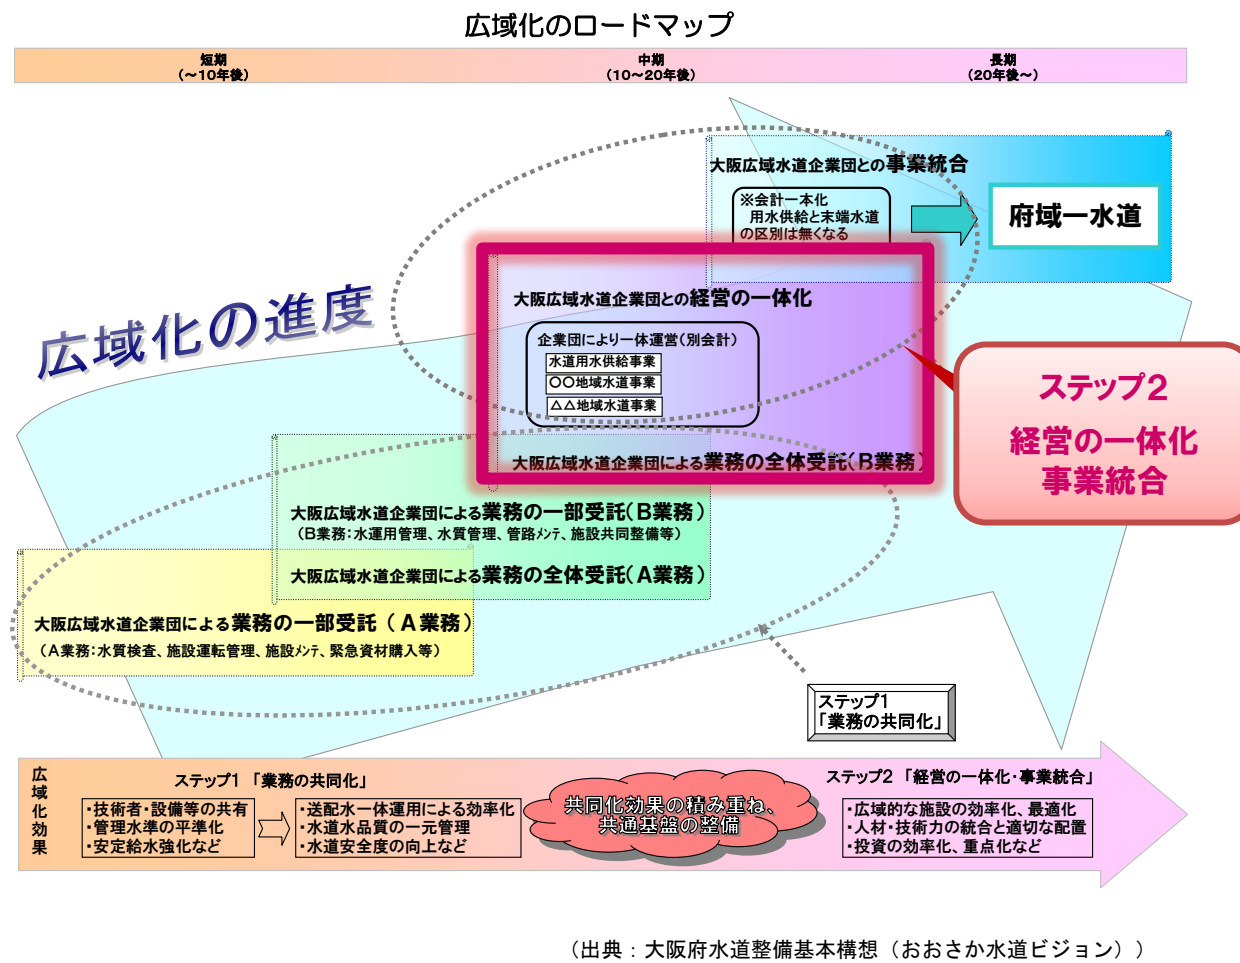 広域化のロードマップ
短期
(～10年後)
中期
(10～20年後)
長期
(20年後～)
大阪広域水道企業団との事業統合
※会計一本化
用水供給と末端水道
の区別は無くなる
府域一水道
広域化の進度
大阪広域水道企業団との経営の一体化
企業団により一体運営(別会計)
水道用水供給事業
○○地域水道事業
△△地域水道事業
大阪広域水道企業団による業務の全体受託(B業務)
ステップ2
経営の一体化
事業統合
大阪広域水道企業団による業務の一部受託(B業務)
(B業務:水運用管理、水質管理、管路ﾒﾝﾃ、施設共同整備等)
大阪広域水道企業団による業務の全体受託(A業務)
大阪広域水道企業団による業務の一部受託(A業務)
(A業務:水質検査、施設運転管理、施設ﾒﾝﾃ、緊急資材購入等)
ステップ1
「業務の共同化」
広域化効果
ステップ1 「業務の共同化」
・技術者・設備等の共有
・管理水準の平準化
・安定給水強化など
・送配水一体運用による効率化
・水道水品質の一元管理
・水道安全度の向上など
共同化効果の積み重ね、
共通基盤の整備
ステップ2 「経営の一体化・事業統合」
・広域的な施設の効率化、最適化
・人材・技術力の統合と適切な配置
・投資の効率化、重点化など
(出典:大阪府水道整備基本構想(おおさか水道ビジョン))